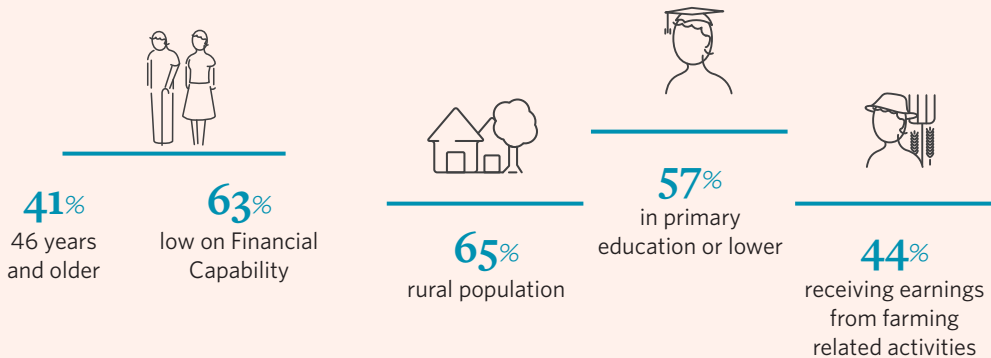 41%
46 years
and older
63%
low on Financial
Capability
65%
rural population
57%
in primary
education or lower
44%
receiving earnings
from farming
related activities